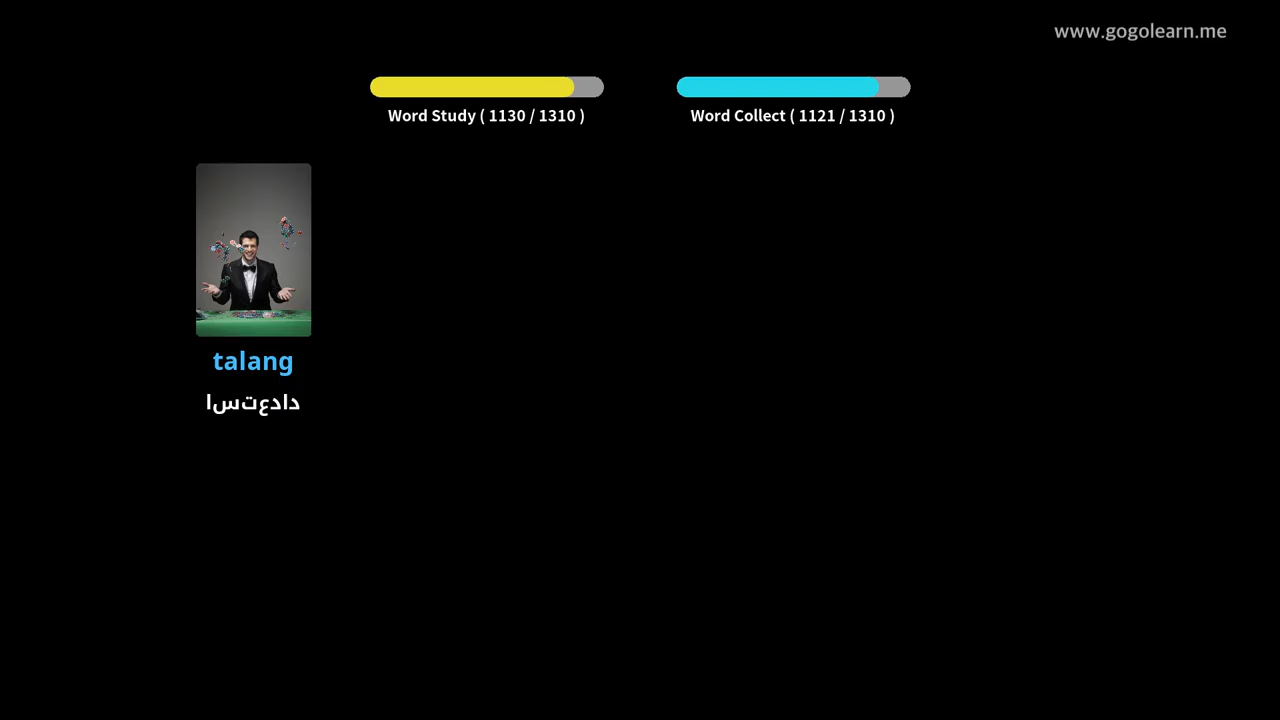 www.gogolearn.me
Word Study ( 1130 / 1310 )
Word Collect ( 1121 / 1310 )
talang
استعداد